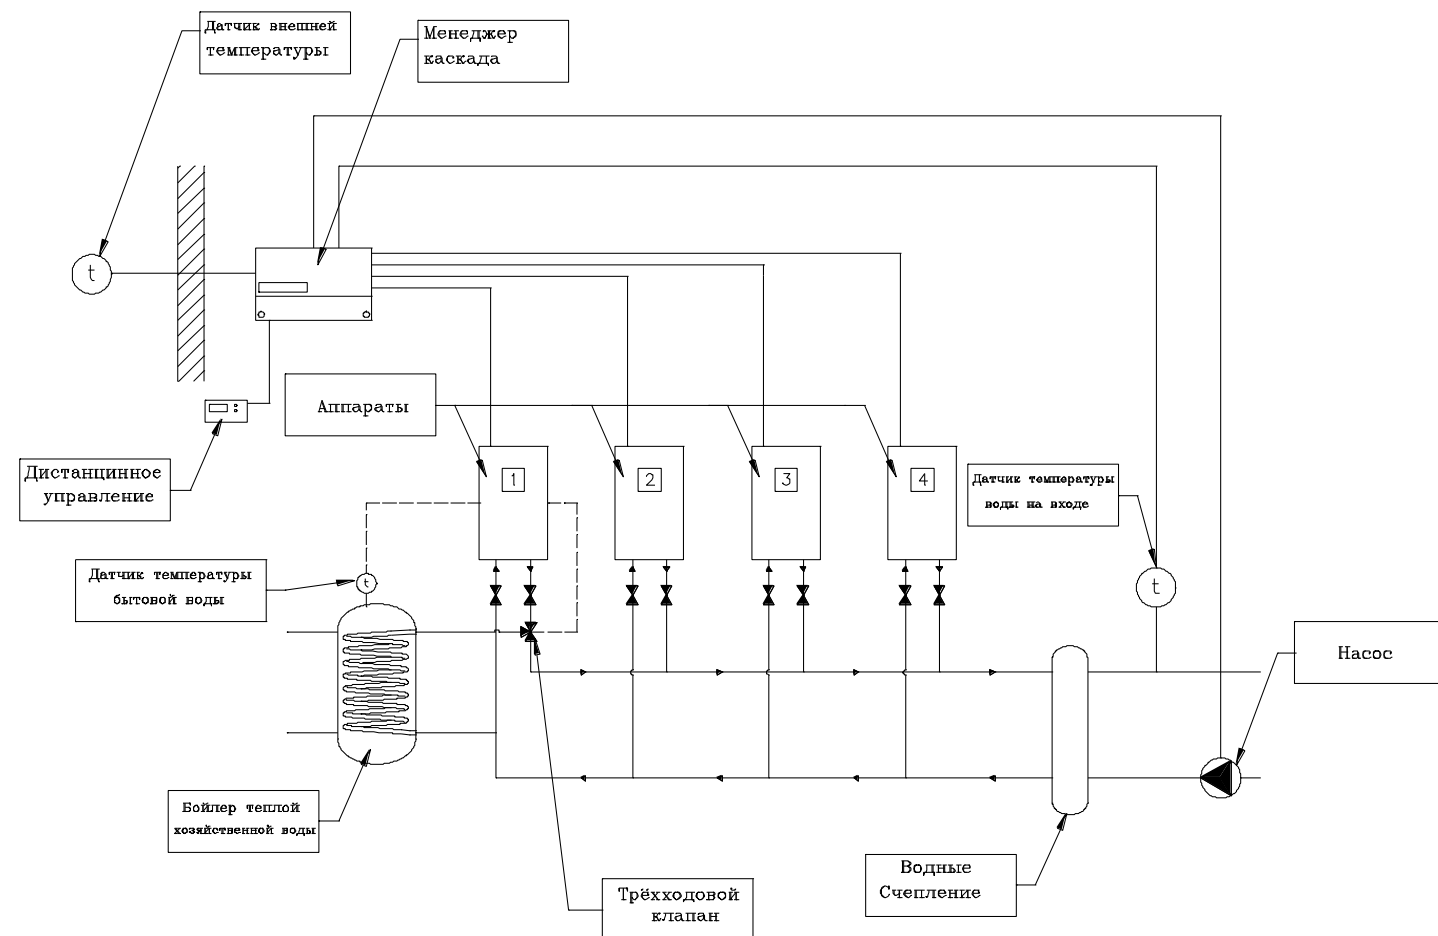 Датчик внешней
температуры
Менеджер
каскада
t
Аппараты
Дистанцинное
управление
1
2
3
4
Датчик температуры
воды на входе
Датчик температуры
бытовой воды
t
t
Насос
Бойлер теплой
хозяйственной воды
Водные
Счепление
Трёхходовой
клапан